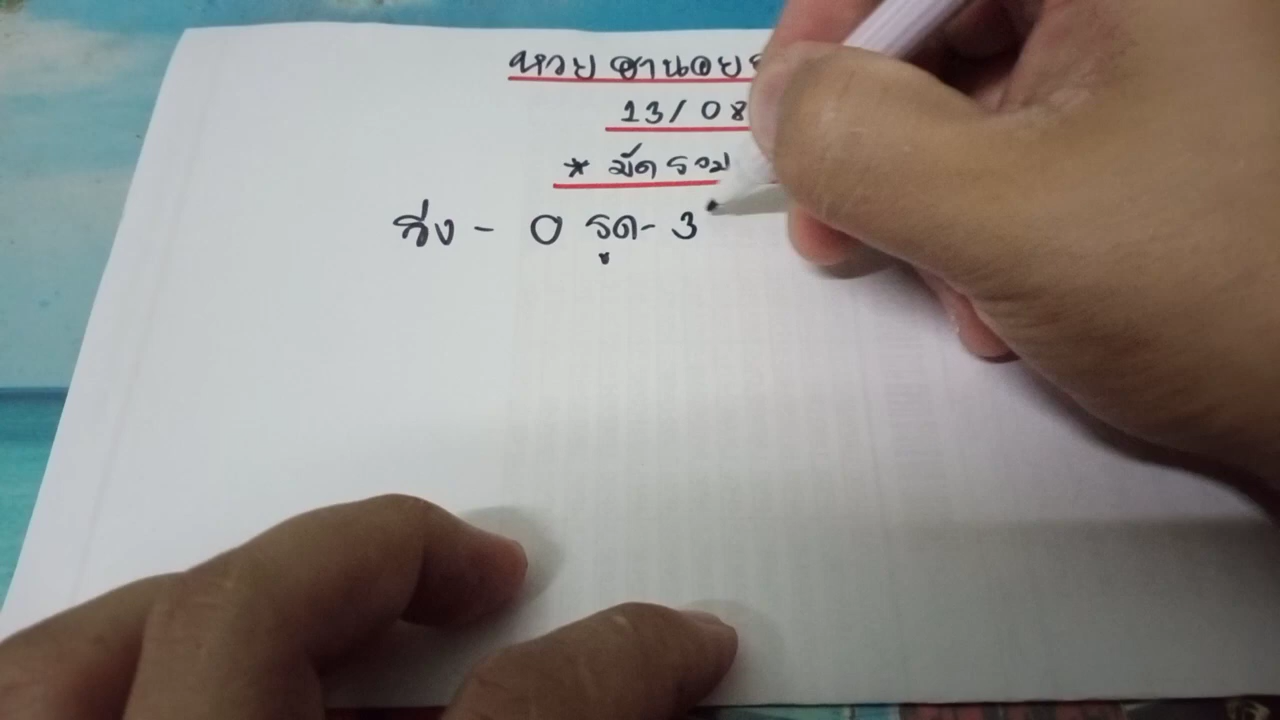 หวย ฮานอย
13/08
* มัดรวม
วิ่ง - 0 รูด - 3